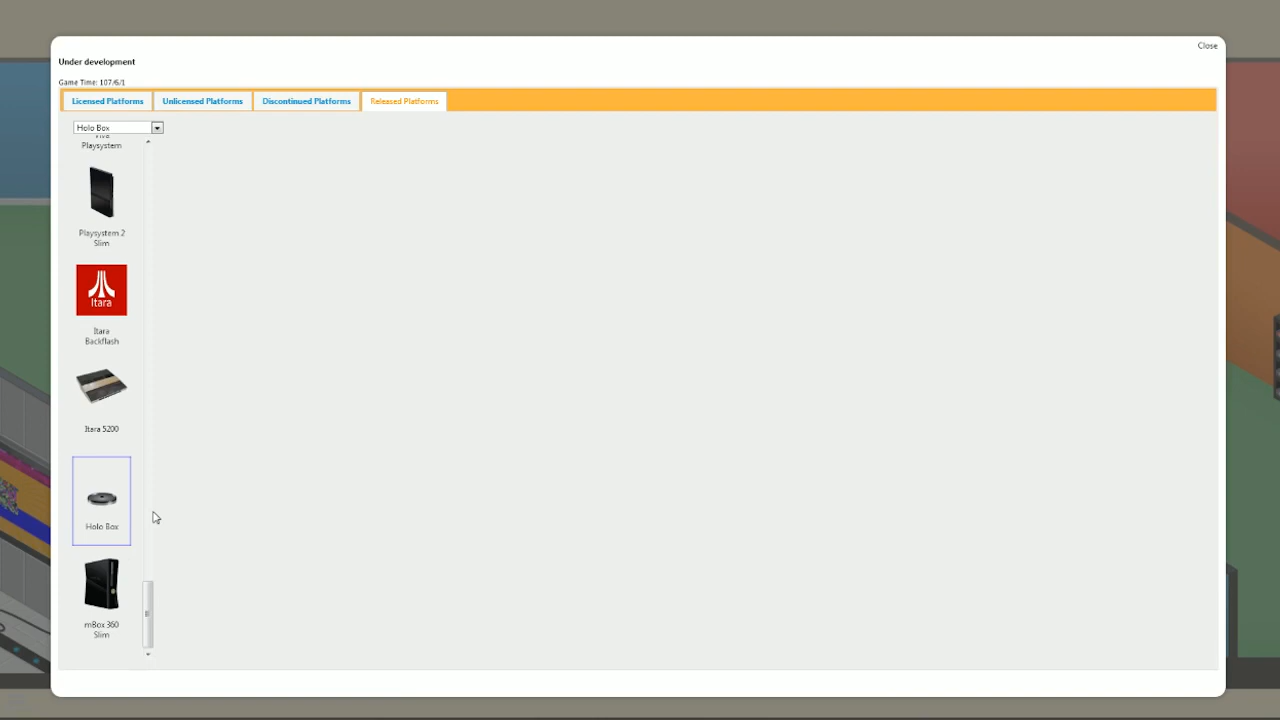 Close
Under development
Game Time: 107/6/1
Licensed Platforms
Unlicensed Platforms
Discontinued Platforms
Released Platforms
Holo Box
Playsystem
Playsystem 2
Slim
Itara
Itara
Backflash
Itara 5200
Holo Box
mBox 360
Slim